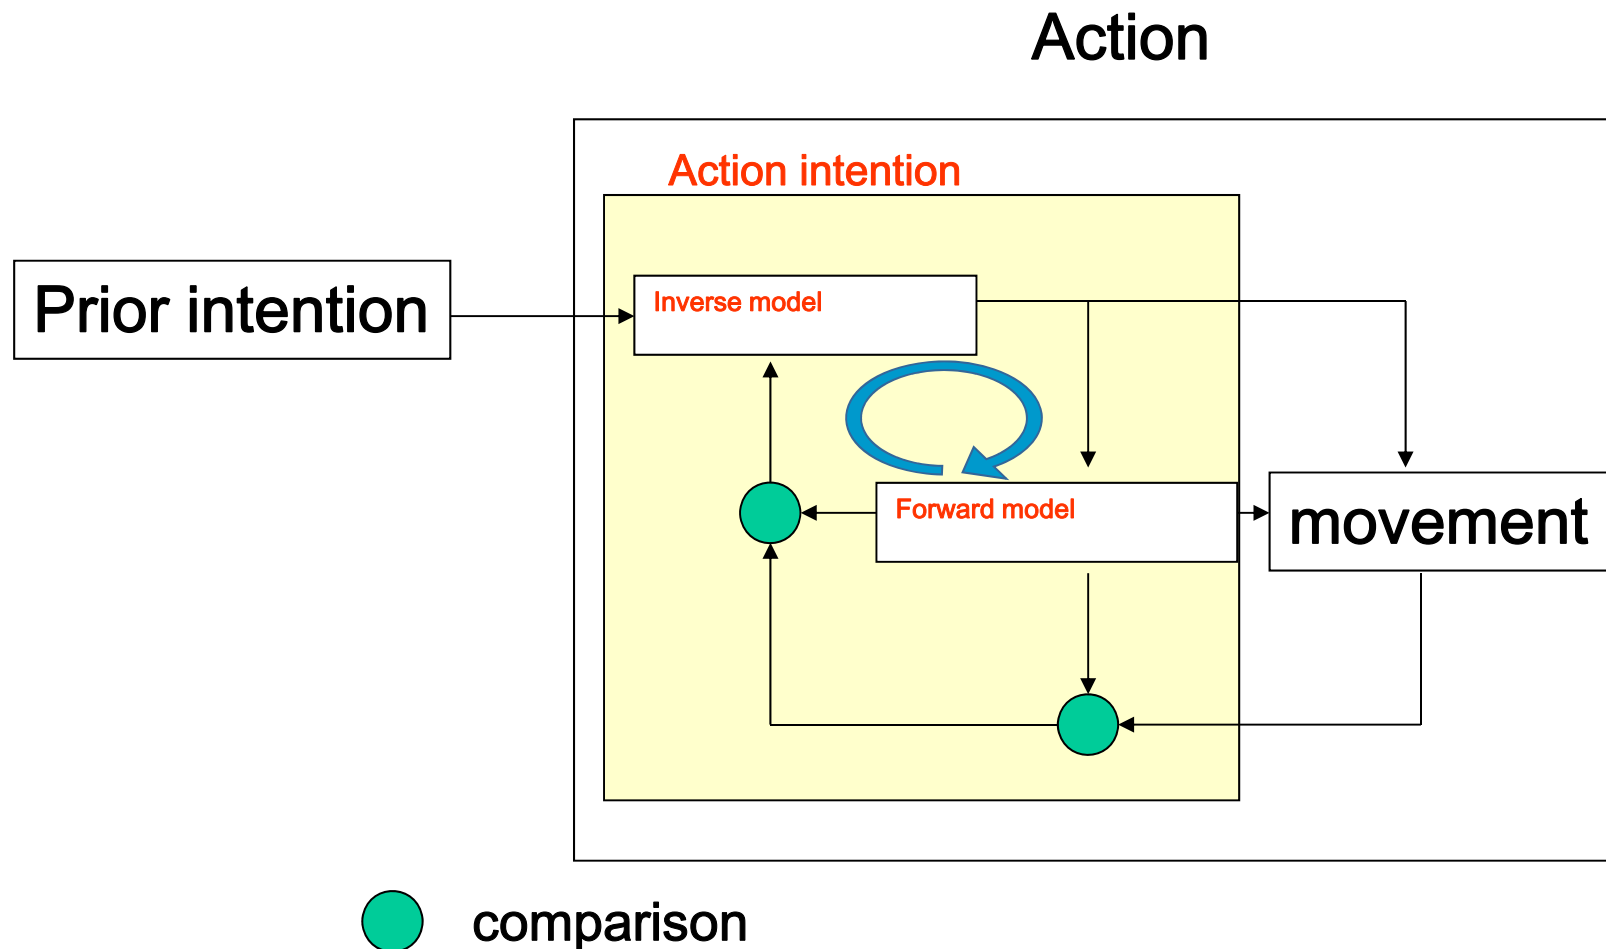 Action
Action intention
Prior intention
Inverse model
Forward model
movement
comparison